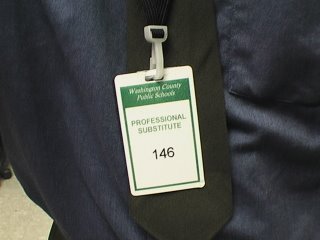 Washington County
Public Schools
PROFESSIONAL
SUBSTITUTE
146